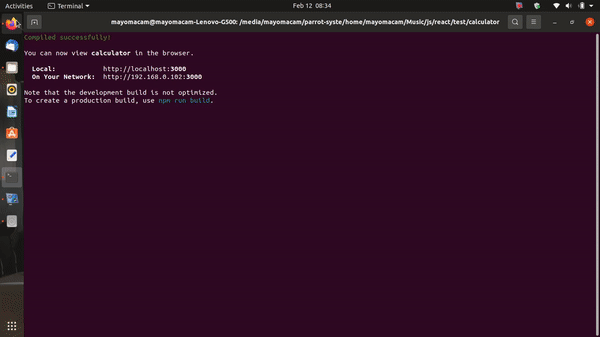 Activities
Terminal
Feb 12 08:34
mayomacam@mayomacam-Lenovo-G500: /media/mayomacam/parrot-syste/home/mayomacam/Music/js/react/test/calculator
Compiled successfully!
You can now view calculator in the browser.
Local: http://localhost:3000
On Your Network: http://192.168.0.102:3000
Note that the development build is not optimized.
To create a production build, use npm run build.